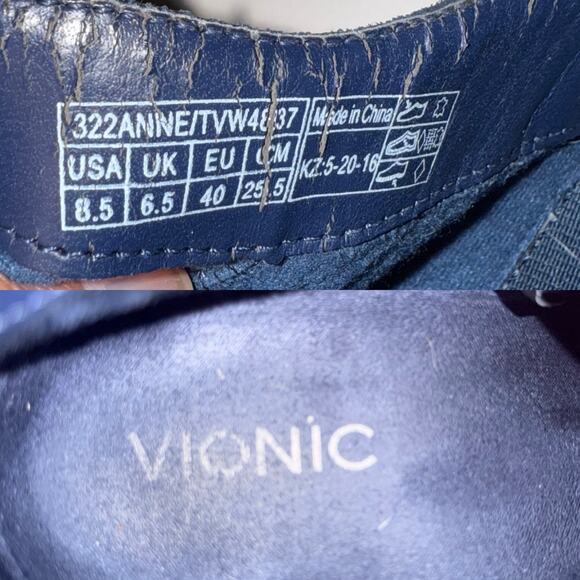 322ANNE/TVW4837
Made in China
USA UK EU CM
8.5 6.5 40 25.5
KZ:5-20-16
VIONIC